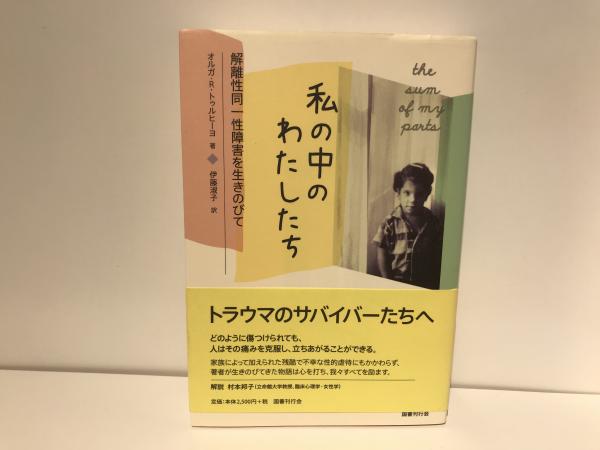 私の中の
わたしたち
解離性同一性障害を生きのびて
オルガ・R・トゥルヒーヨ 著 ◆ 伊藤淑子 訳
the
sum
of my
parts
トラウマのサバイバーたちへ
どのように傷つけられても、
人はその痛みを克服し、立ちあがることができる。
家族によって加えられた残酷で不幸な性的虐待にもかかわらず、
著者が生きのびてきた物語は心を打ち、我々すべてを励ます。
解説 村本邦子(立命館大学教授、臨床心理学・女性学)
定価:本体2,500円+税 国書刊行会
国書刊行会